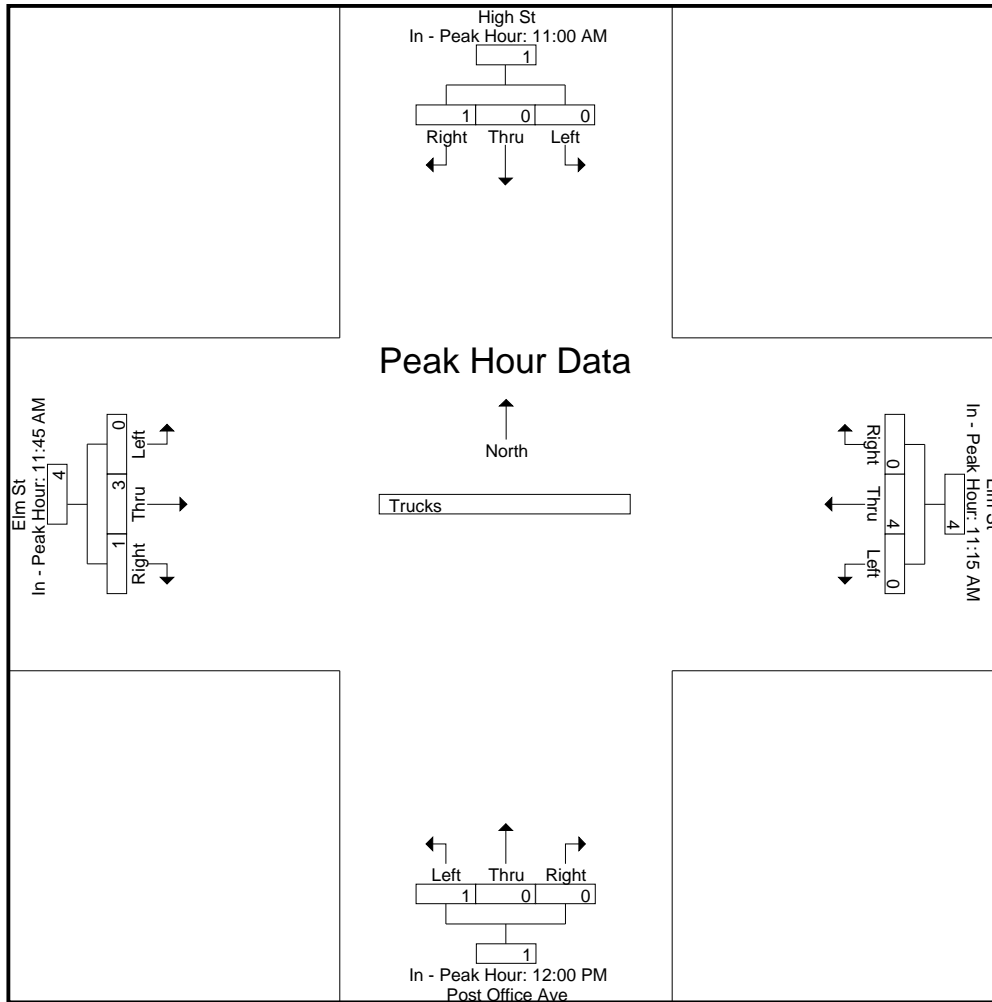 High St
In - Peak Hour: 11:00 AM
1
1 0 0
Right Thru Left
Peak Hour Data
North
Trucks
Elm St
In - Peak Hour: 11:45 AM
4
0 3 1
Left Thru Right
Right Thru Left
0 4 0
4
In - Peak Hour: 11:15 AM
Elm St
Left Thru Right
1 0 0
1
In - Peak Hour: 12:00 PM
Post Office Ave